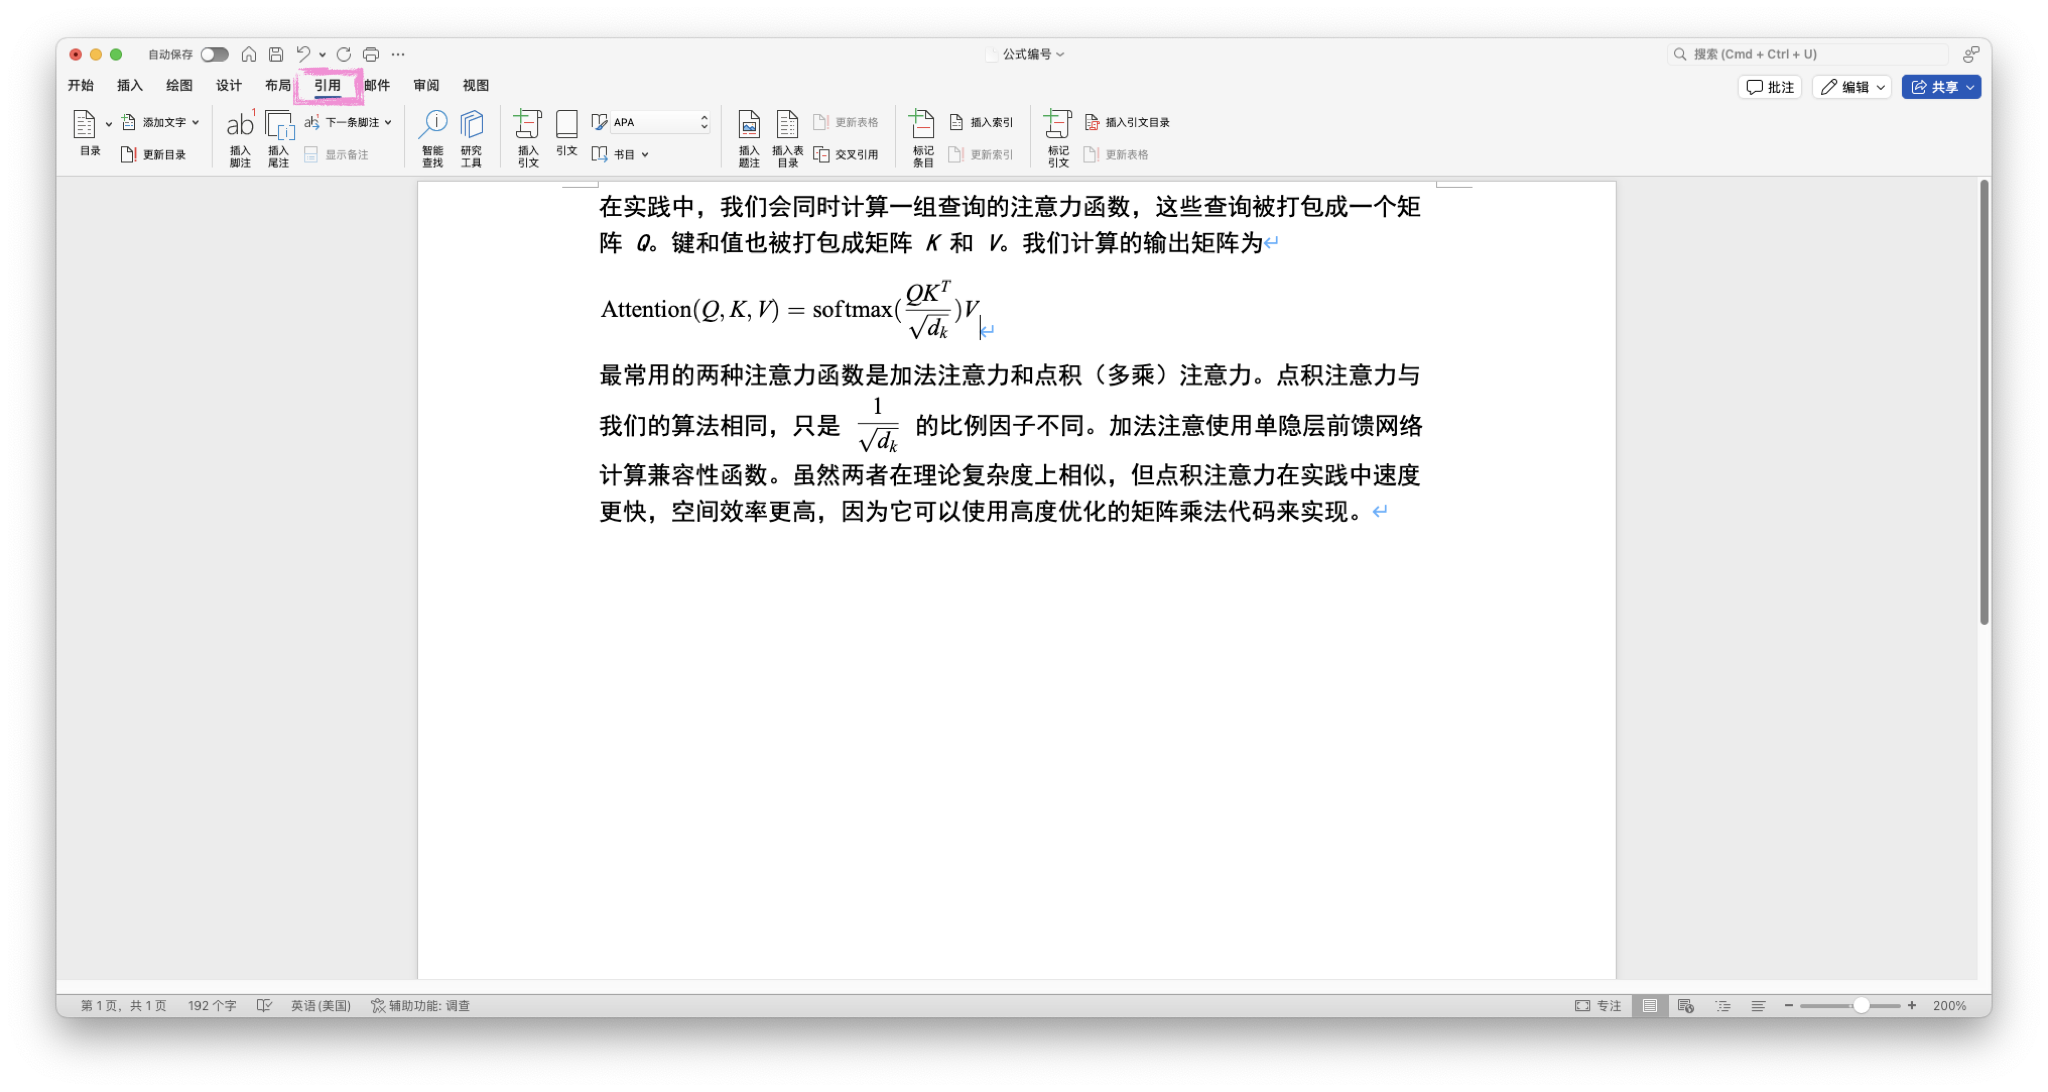 自动保存
公式编号
搜索 (Cmd + Ctrl + U)
开始 插入 绘图 设计 布局 引用 邮件 审阅 视图
批注 编辑 共享
目录
添加文字
更新目录
插入脚注
插入尾注
下一条脚注
显示备注
智能查找
研究工具
插入引文
引文
APA
书目
插入题注
插入表目录
更新表格
交叉引用
标记条目
插入索引
更新索引
标记引文
插入引文目录
更新表格
在实践中，我们会同时计算一组查询的注意力函数，这些查询被打包成一个矩
阵 Q。键和值也被打包成矩阵 K 和 V。我们计算的输出矩阵为
Attention(Q, K, V) = softmax(QK^T/√d_k)V
最常用的两种注意力函数是加法注意力和点积（多乘）注意力。点积注意力与
我们的算法相同，只是 1/√d_k 的比例因子不同。加法注意使用单隐层前馈网络
计算兼容性函数。虽然两者在理论复杂度上相似，但点积注意力在实践中速度
更快，空间效率更高，因为它可以使用高度优化的矩阵乘法代码来实现。
第 1 页，共 1 页 192 个字 英语(美国) 辅助功能: 调查 专注 200%